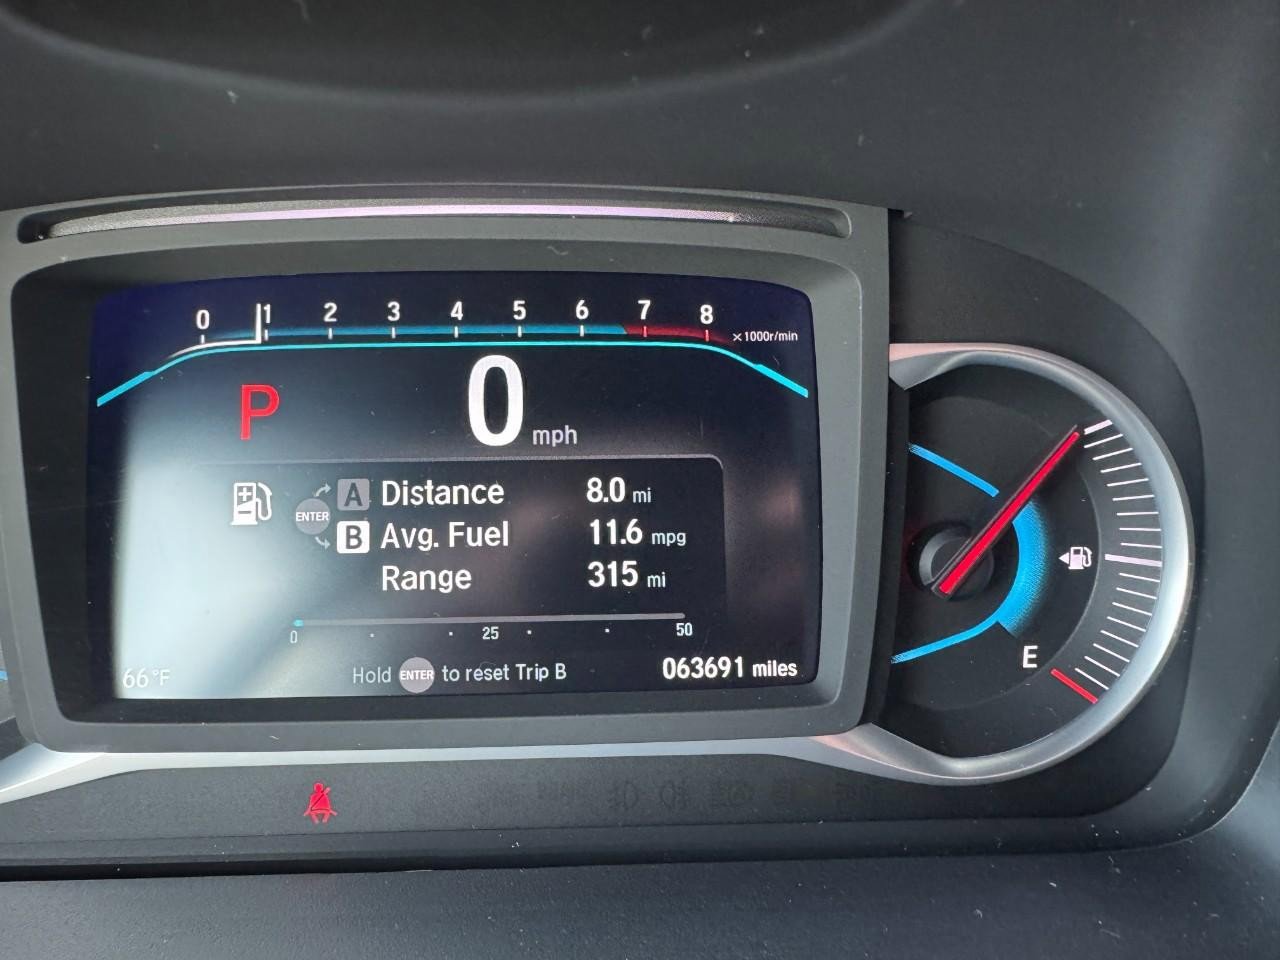 0 1 2 3 4 5 6 7 8 ×1000r/min
P
0 mph
A Distance 8.0 mi
ENTER
B Avg. Fuel 11.6 mpg
Range 315 mi
0 25 50
66°F
Hold ENTER to reset Trip B
063691 miles
E